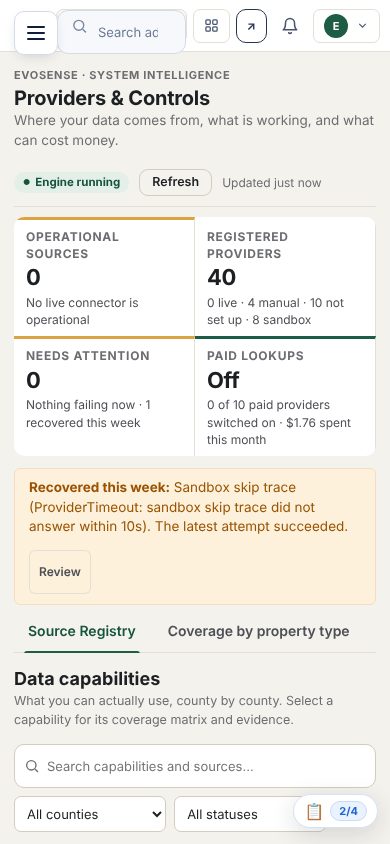 Search ad
E
EVOSENSE · SYSTEM INTELLIGENCE
Providers & Controls
Where your data comes from, what is working, and what
can cost money.
Engine running
Refresh
Updated just now
OPERATIONAL
SOURCES
0
No live connector is
operational
REGISTERED
PROVIDERS
40
0 live · 4 manual · 10 not
set up · 8 sandbox
NEEDS ATTENTION
0
Nothing failing now · 1
recovered this week
PAID LOOKUPS
Off
0 of 10 paid providers
switched on · $1.76 spent
this month
Recovered this week: Sandbox skip trace
(ProviderTimeout: sandbox skip trace did not
answer within 10s). The latest attempt succeeded.
Review
Source Registry
Coverage by property type
Data capabilities
What you can actually use, county by county. Select a
capability for its coverage matrix and evidence.
Search capabilities and sources...
All counties
All statuses
2/4